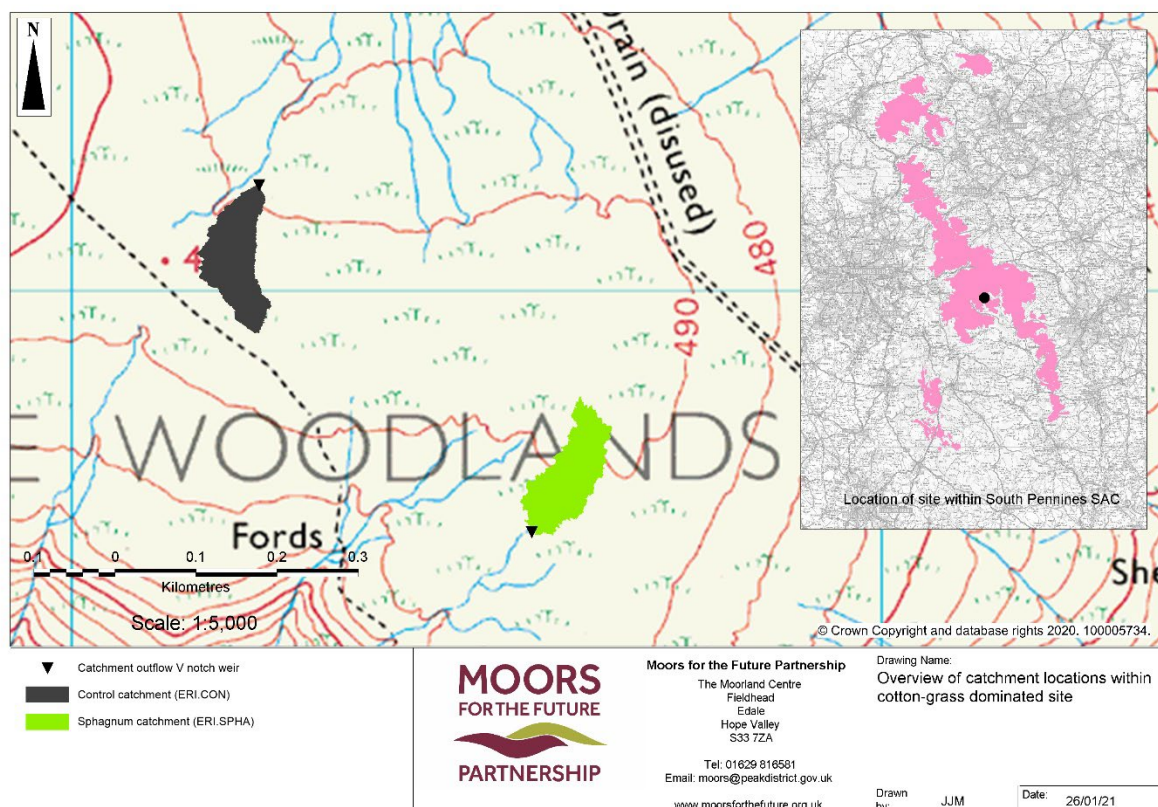 N
Drain (disused)
4
480
490
E WOODLANDS
Fords
She
0.1 0 0.1 0.2 0.3
Kilometres
Scale: 1:5,000
Location of site within South Pennines SAC
© Crown Copyright and database rights 2020. 100005734.
Catchment outflow V notch weir
Control catchment (ERI.CON)
Sphagnum catchment (ERI.SPHA)
MOORS
FOR THE FUTURE
PARTNERSHIP
Moors for the Future Partnership
The Moorland Centre
Fieldhead
Edale
Hope Valley
S33 7ZA
Tel: 01629 816581
Email: moors@peakdistrict.gov.uk
www.moorsforthefuture.org.uk
Drawing Name:
Overview of catchment locations within
cotton-grass dominated site
Drawn
by: JJM
Date:
26/01/21